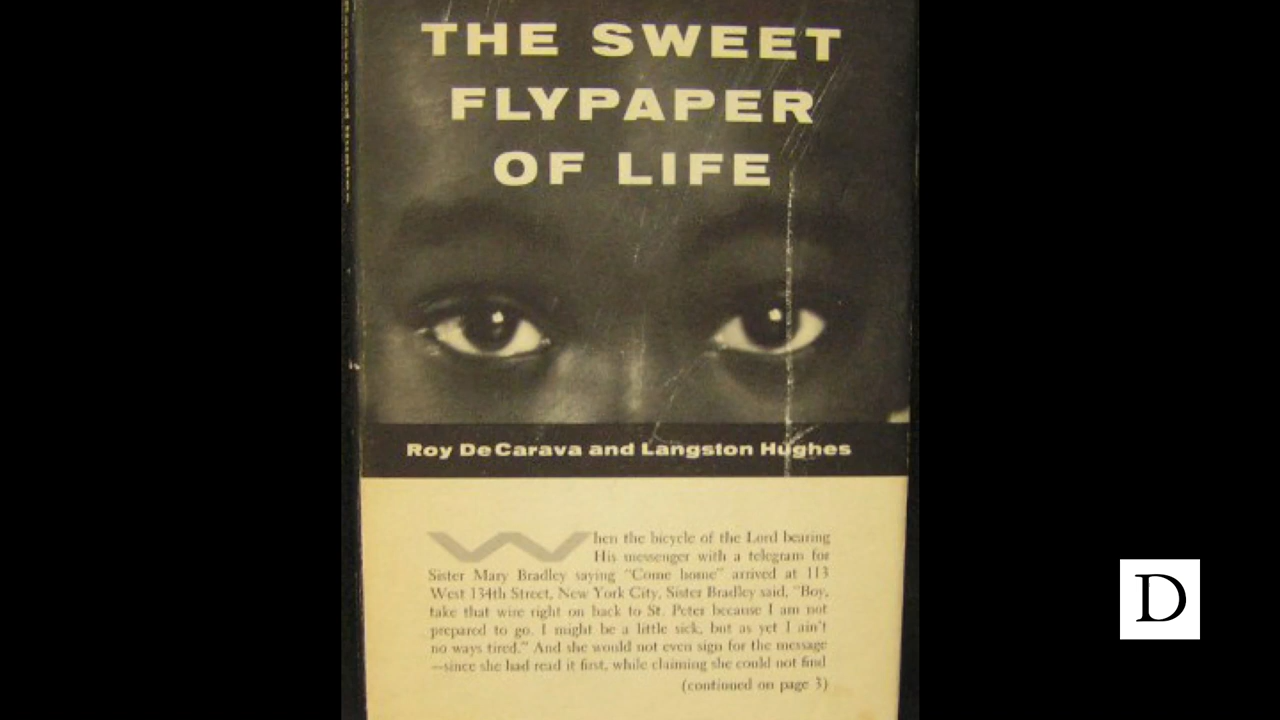 THE SWEET
FLYPAPER
OF LIFE
Roy DeCarava and Langston Hughes
When the bicycle of the Lord bearing
His messenger with a telegram for
Sister Mary Bradley saying "Come home" arrived at 113
West 134th Street, New York City, Sister Bradley said, "Boy,
take that wire right on back to St. Peter because I am not
prepared to go. I might be a little sick, but as yet I ain't
no ways tired." And she would not even sign for the message
—since she had read it first, while claiming she could not find
(continued on page 3)
D